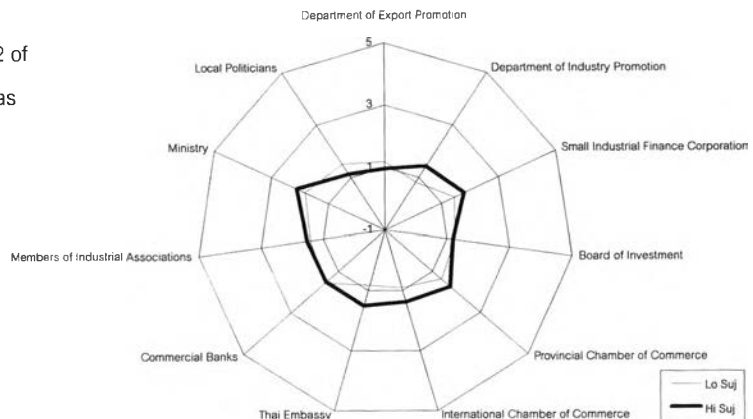 Department of Export Promotion
2 of
as
5
3
1
-1
Department of Industry Promotion
Small Industrial Finance Corporation
Board of Investment
Provincial Chamber of Commerce
International Chamber of Commerce
Thai Embassy
Commercial Banks
Members of Industrial Associations
Ministry
Local Politicians
Lo Suj
Hi Suj